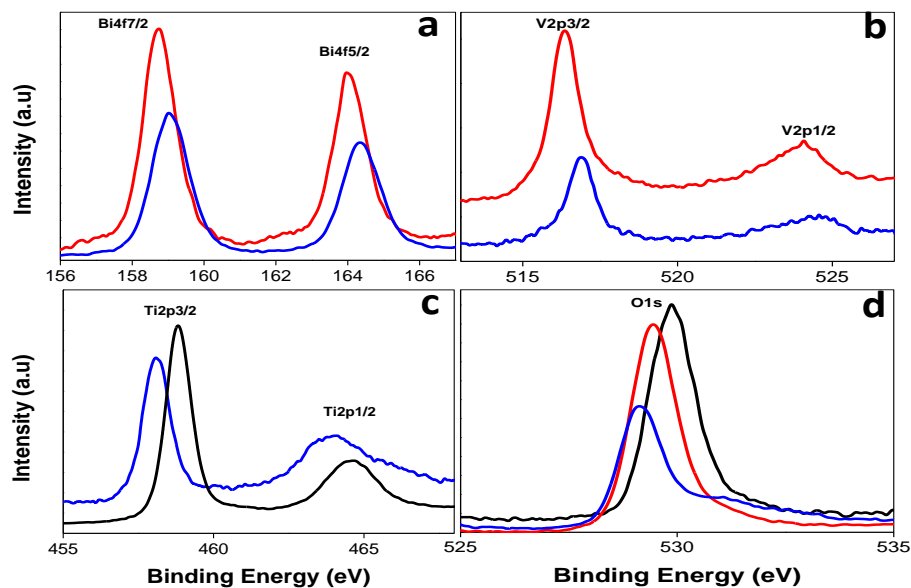 Bi4f7/2
a
Bi4f5/2
V2p3/2
b
V2p1/2
Intensity (a.u)
156 158 160 162 164 166
515 520 525
Ti2p3/2
c
Ti2p1/2
O1s
d
Intensity (a.u)
455 460 465
525 530 535
Binding Energy (eV)
Binding Energy (eV)